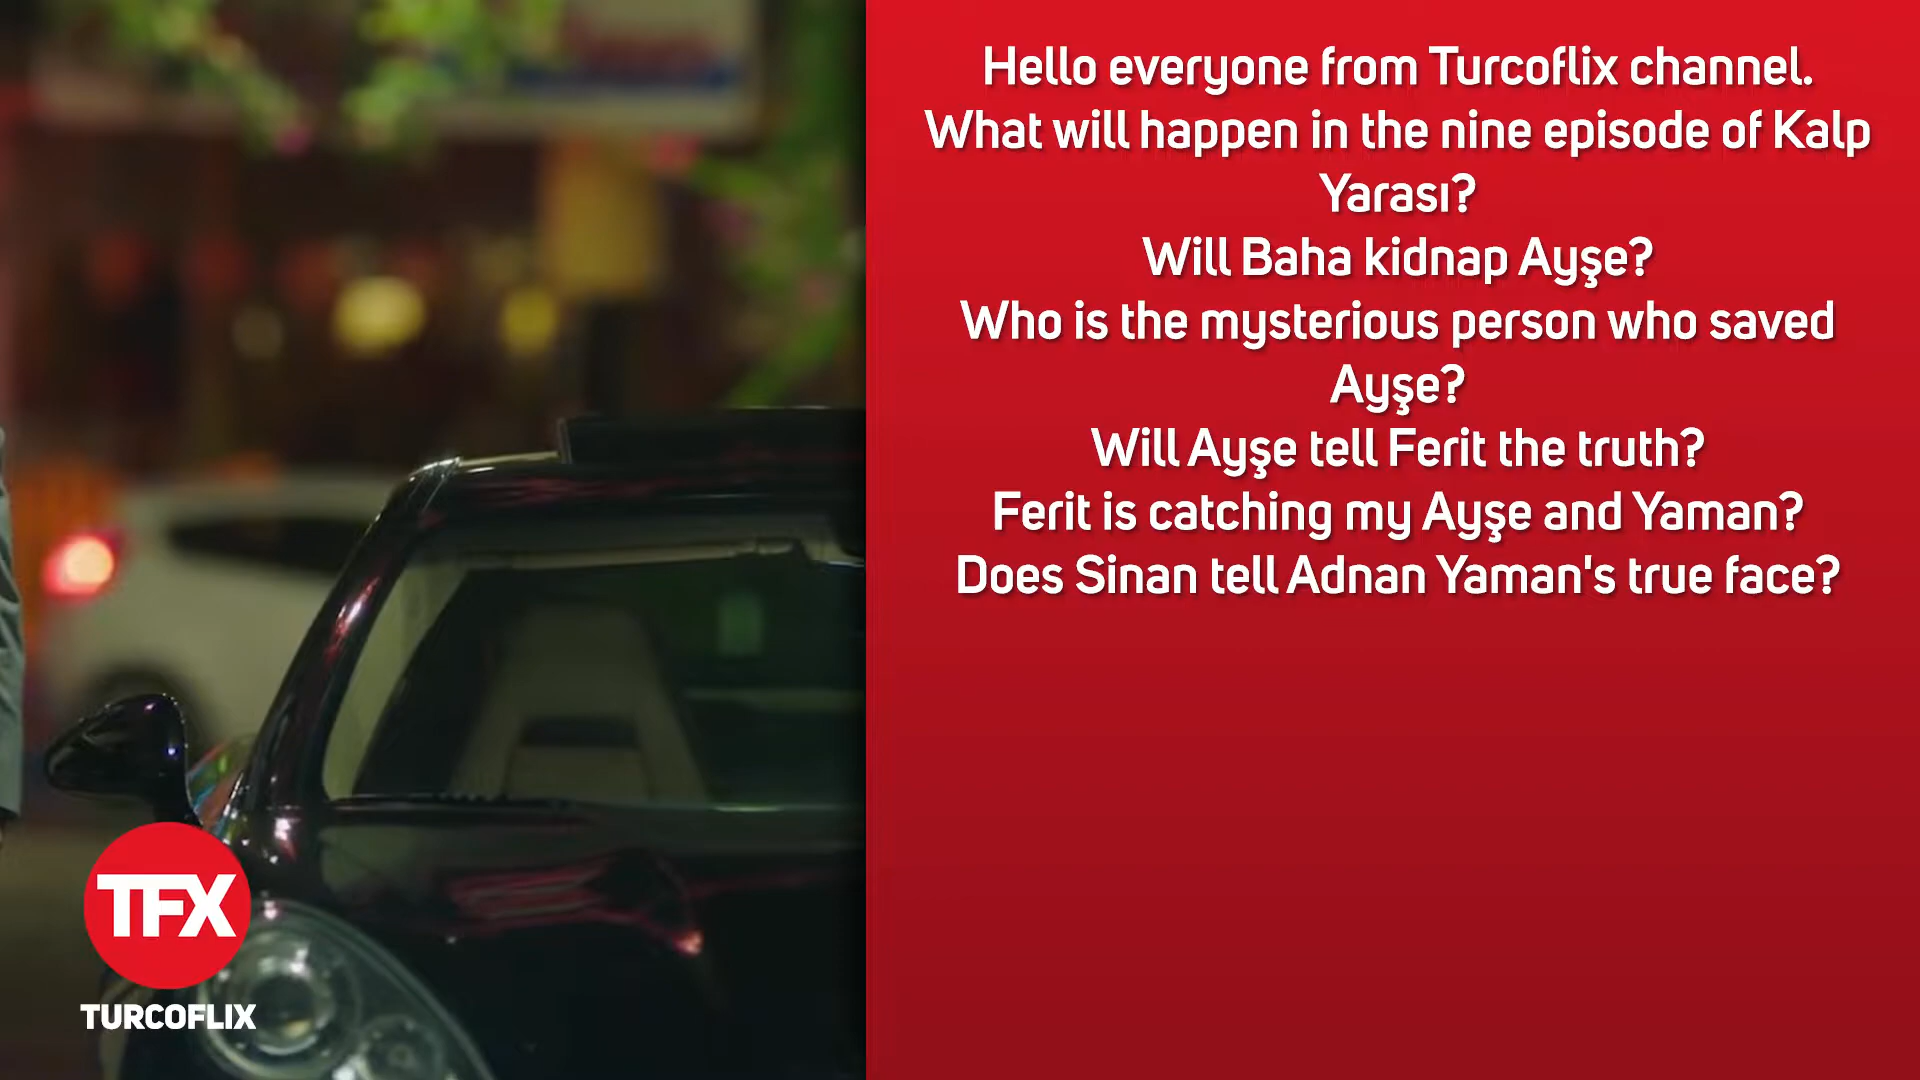 Hello everyone from Turcoflix channel.
What will happen in the nine episode of Kalp
Yarası?
Will Baha kidnap Ayşe?
Who is the mysterious person who saved
Ayşe?
Will Ayşe tell Ferit the truth?
Ferit is catching my Ayşe and Yaman?
Does Sinan tell Adnan Yaman's true face?
TFX
TURCOFLIX